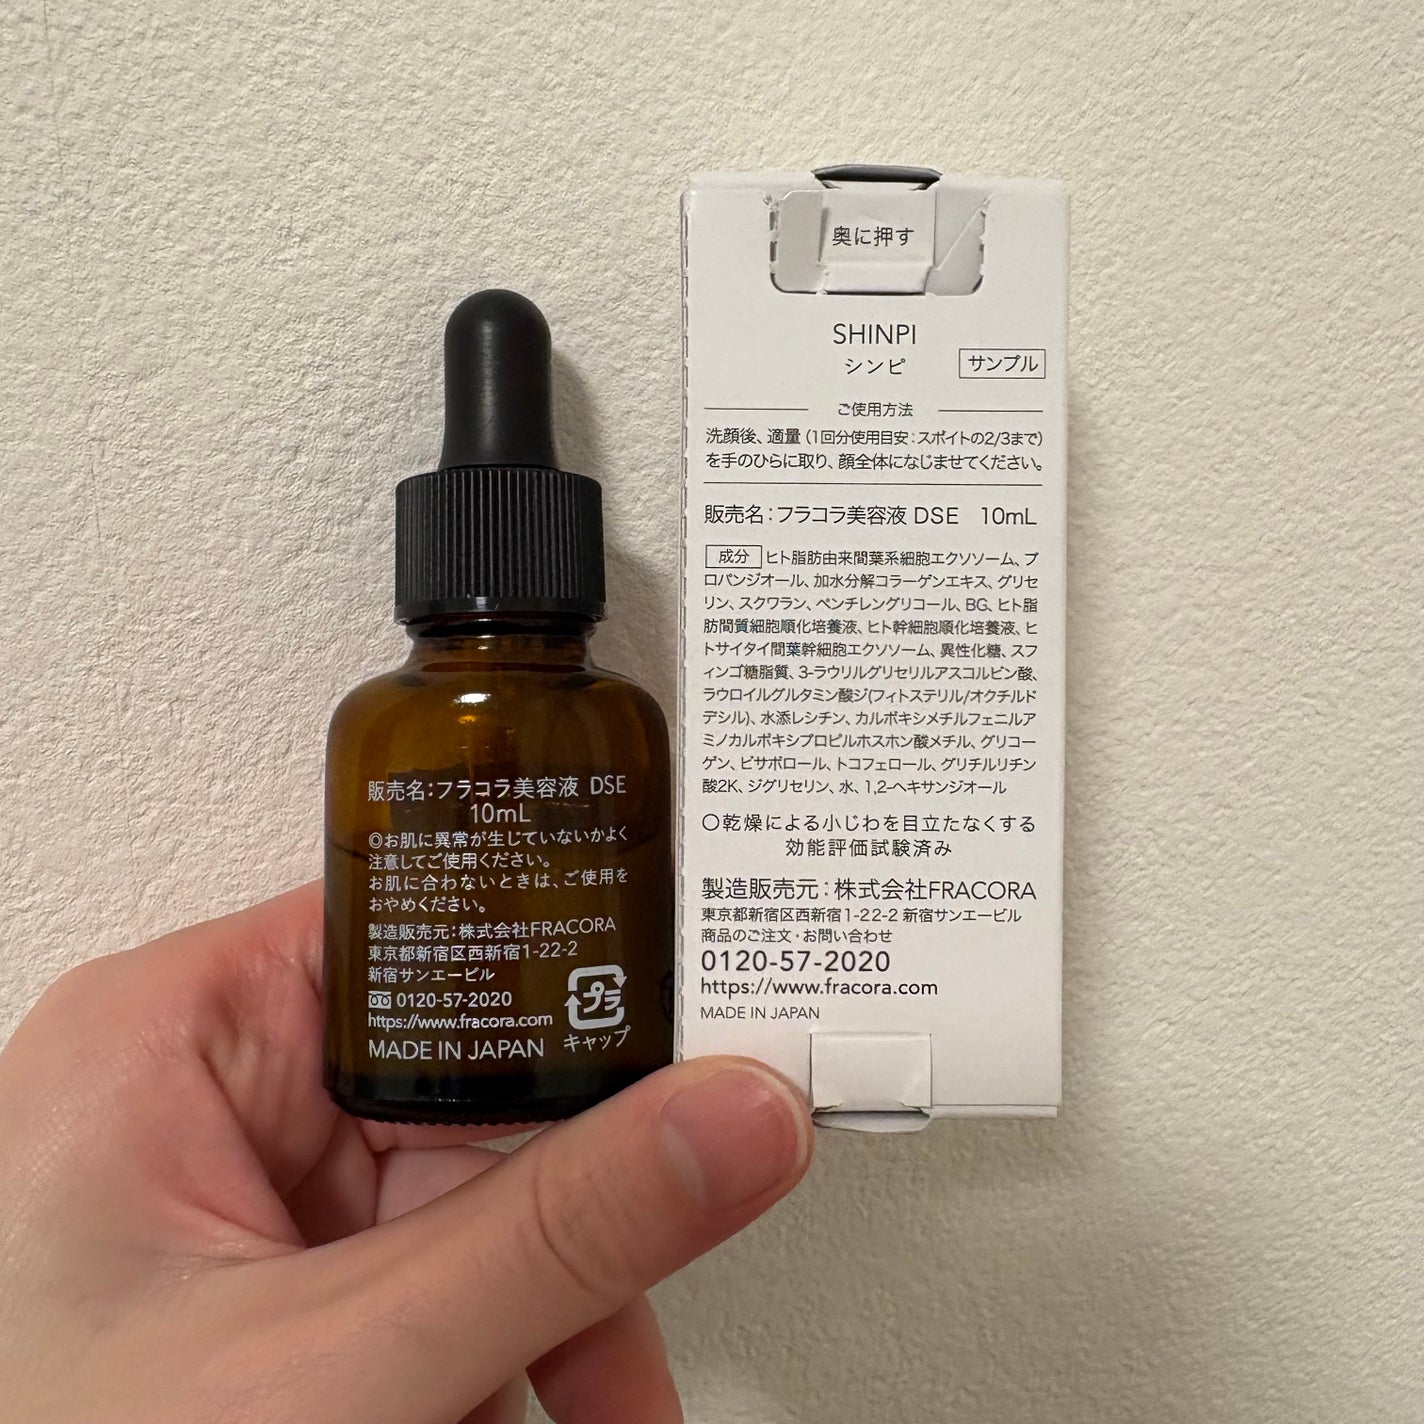 販売名:フラコラ美容液 DSE
10mL
◎お肌に異常が生じていないかよく
注意してご使用ください。
お肌に合わないときは、ご使用を
おやめください。
製造販売元:株式会社FRACORA
東京都新宿区西新宿1-22-2
新宿サンエービル
0120-57-2020
https://www.fracora.com
MADE IN JAPAN
プラ
キャップ
奥に押す
SHINPI
シンピ
サンプル
ご使用方法
洗顔後、適量(1回分使用目安:スポイトの2/3まで)
を手のひらに取り、顔全体になじませてください。
販売名:フラコラ美容液 DSE 10mL
成分 ヒト脂肪由来間葉系細胞エクソソーム、プ
ロパンジオール、加水分解コラーゲンエキス、グリセ
リン、スクワラン、ペンチレングリコール、BG、ヒト脂
肪間質細胞順化培養液、ヒト幹細胞順化培養液、ヒ
トサイタイ間葉幹細胞エクソソーム、異性化糖、スフ
ィンゴ糖脂質、3-ラウリルグリセリルアスコルビン酸、
ラウロイルグルタミン酸ジ(フィトステリル/オクチルド
デシル)、水添レシチン、カルボキシメチルフェニルア
ミノカルボキシプロピルホスホン酸メチル、グリコー
ゲン、ビサボロール、トコフェロール、グリチルリチン
酸2K、ジグリセリン、水、1,2-ヘキサンジオール
〇乾燥による小じわを目立たなくする
効能評価試験済み
製造販売元:株式会社FRACORA
東京都新宿区西新宿1-22-2 新宿サンエービル
商品のご注文・お問い合わせ
0120-57-2020
https://www.fracora.com
MADE IN JAPAN